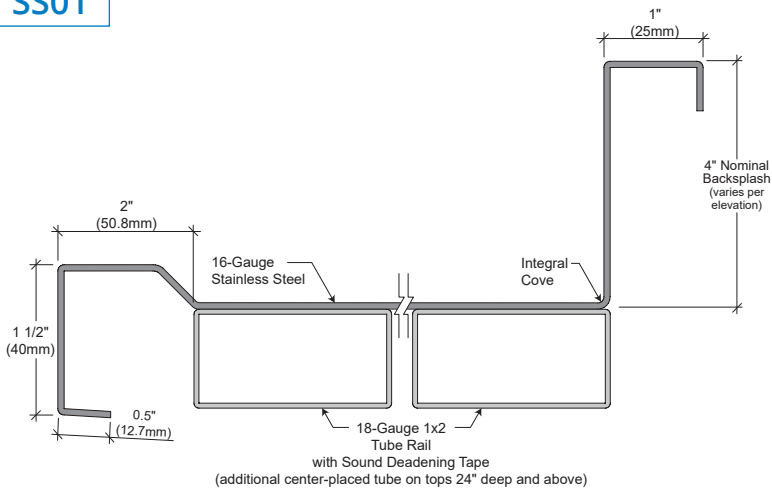 SS01
1"
(25mm)
4" Nominal
Backsplash
(varies per
elevation)
2"
(50.8mm)
16-Gauge
Stainless Steel
Integral
Cove
1 1/2"
(40mm)
0.5"
(12.7mm)
18-Gauge 1x2
Tube Rail
with Sound Deadening Tape
(additional center-placed tube on tops 24" deep and above)